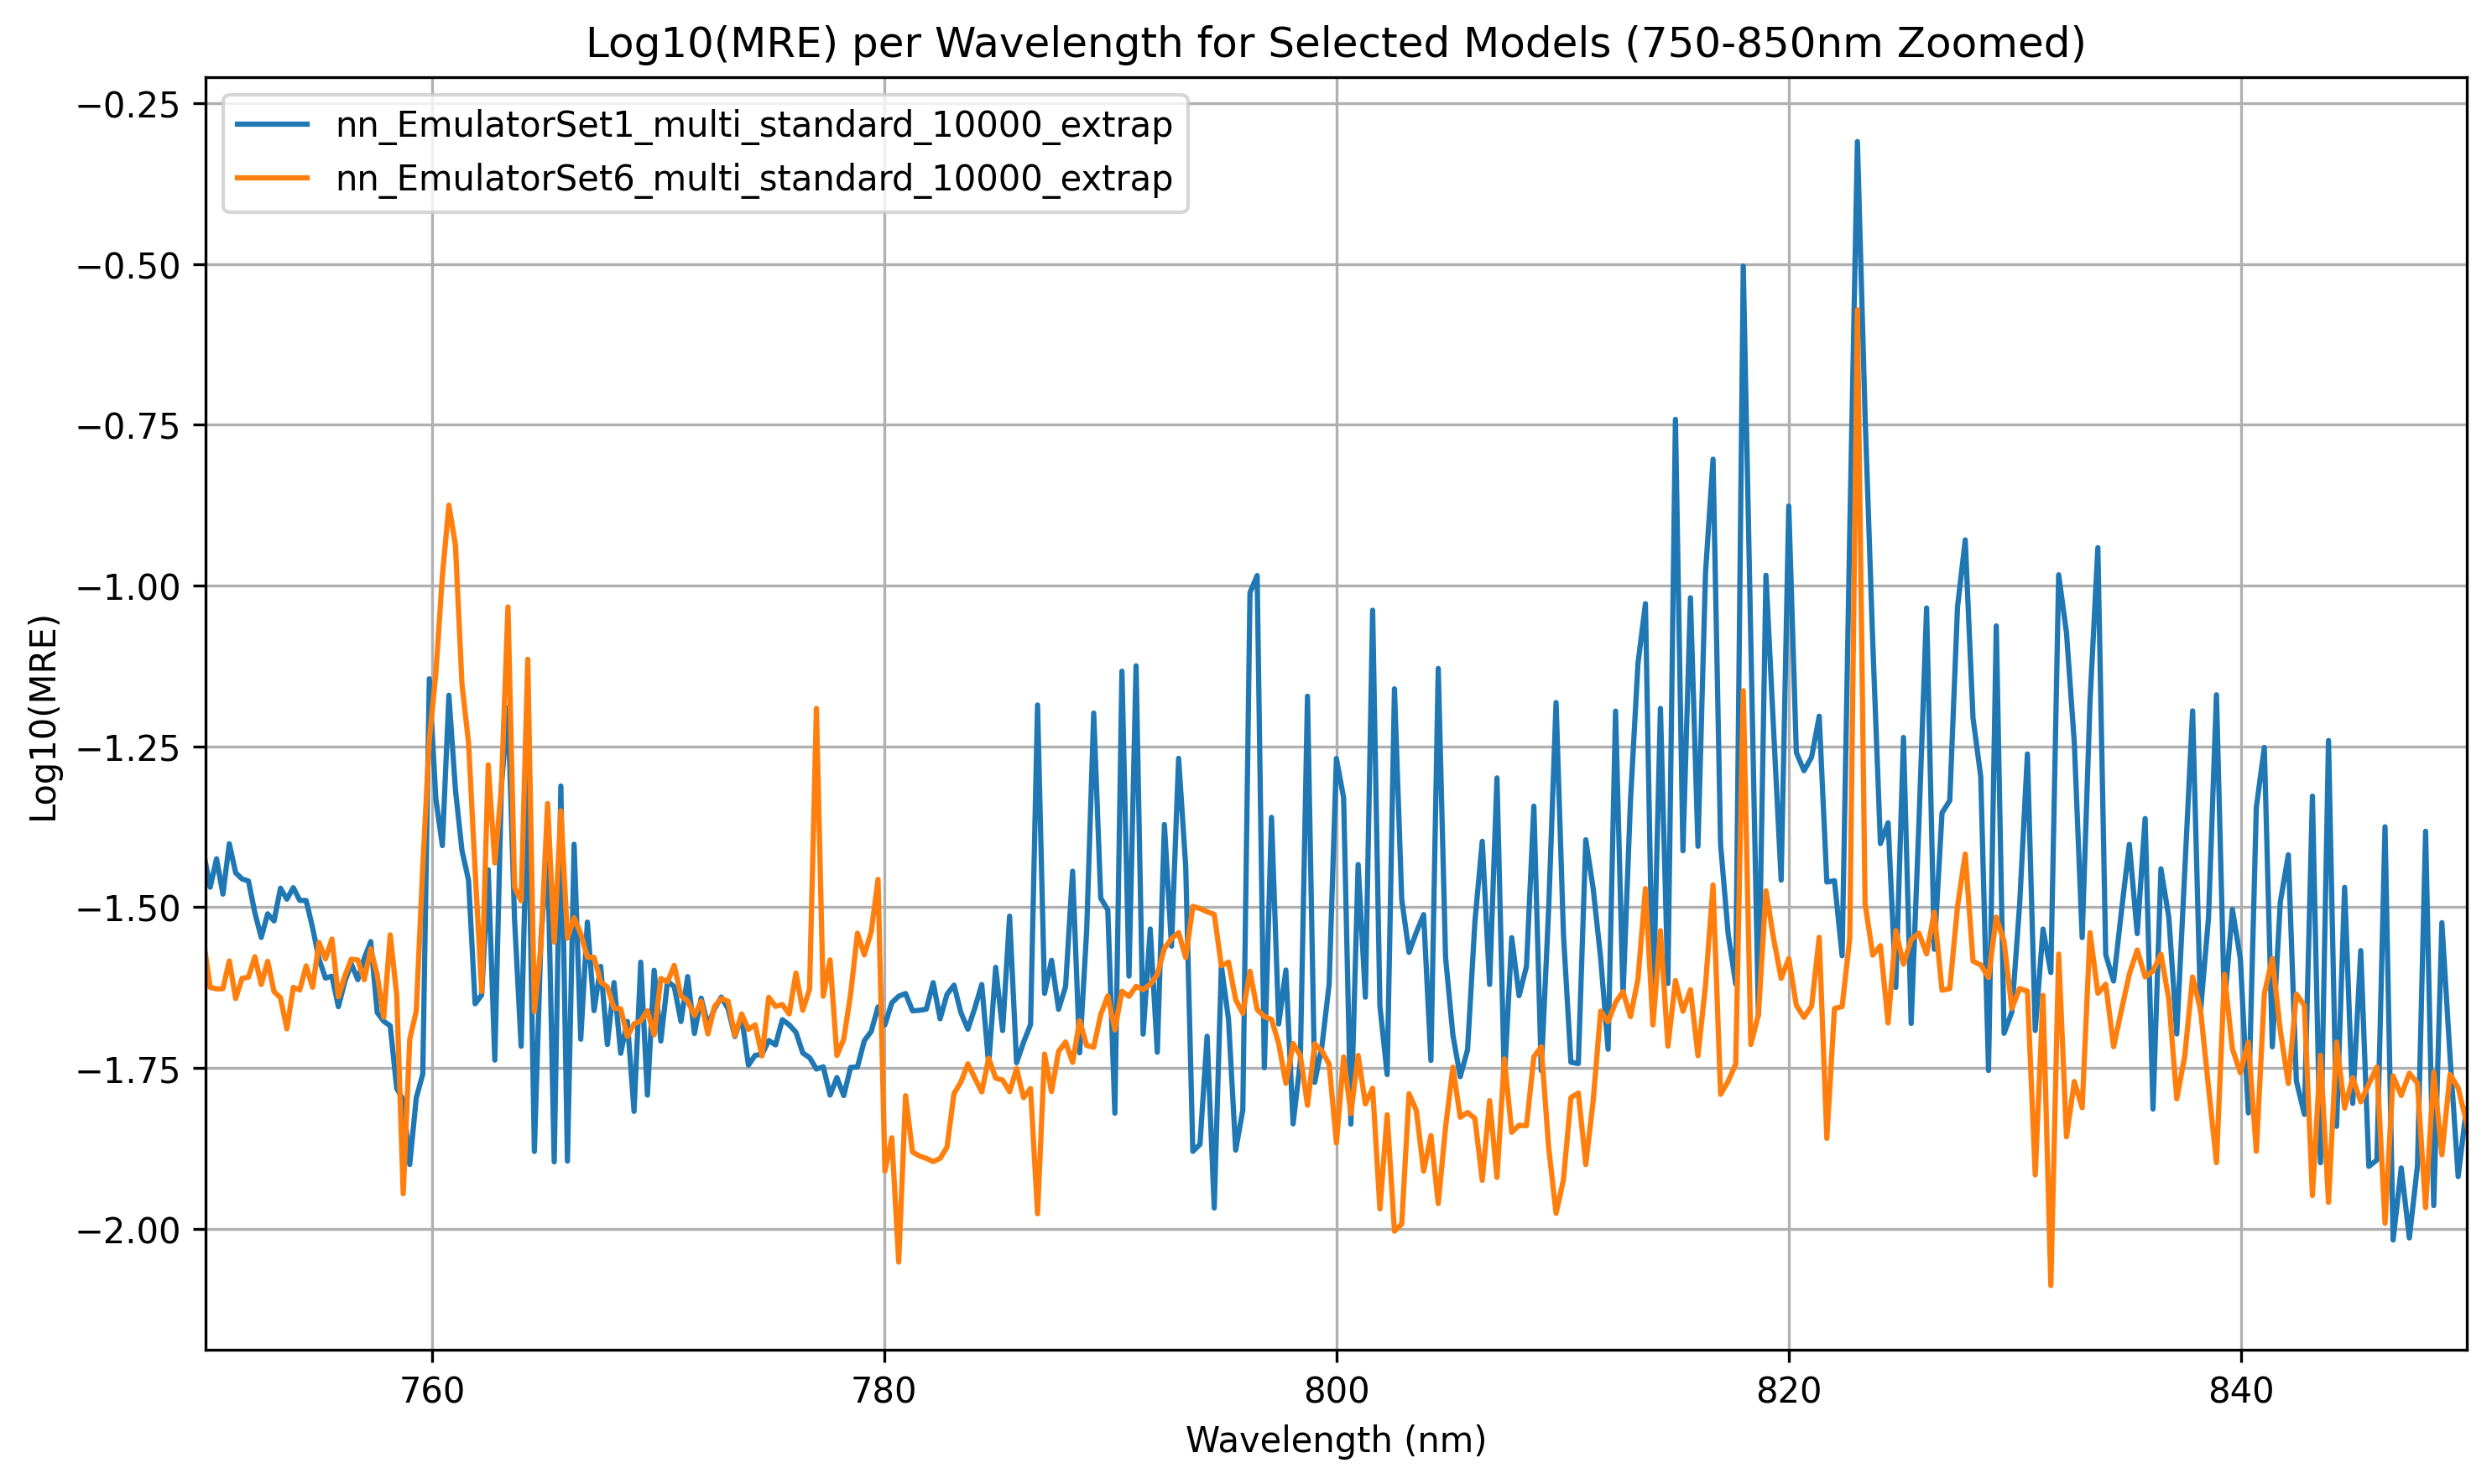 Log10(MRE) per Wavelength for Selected Models (750-850nm Zoomed)
nn_EmulatorSet1_multi_standard_10000_extrap
nn_EmulatorSet6_multi_standard_10000_extrap
−0.25
−0.50
−0.75
−1.00
−1.25
−1.50
−1.75
−2.00
Log10(MRE)
760
780
800
820
840
Wavelength (nm)